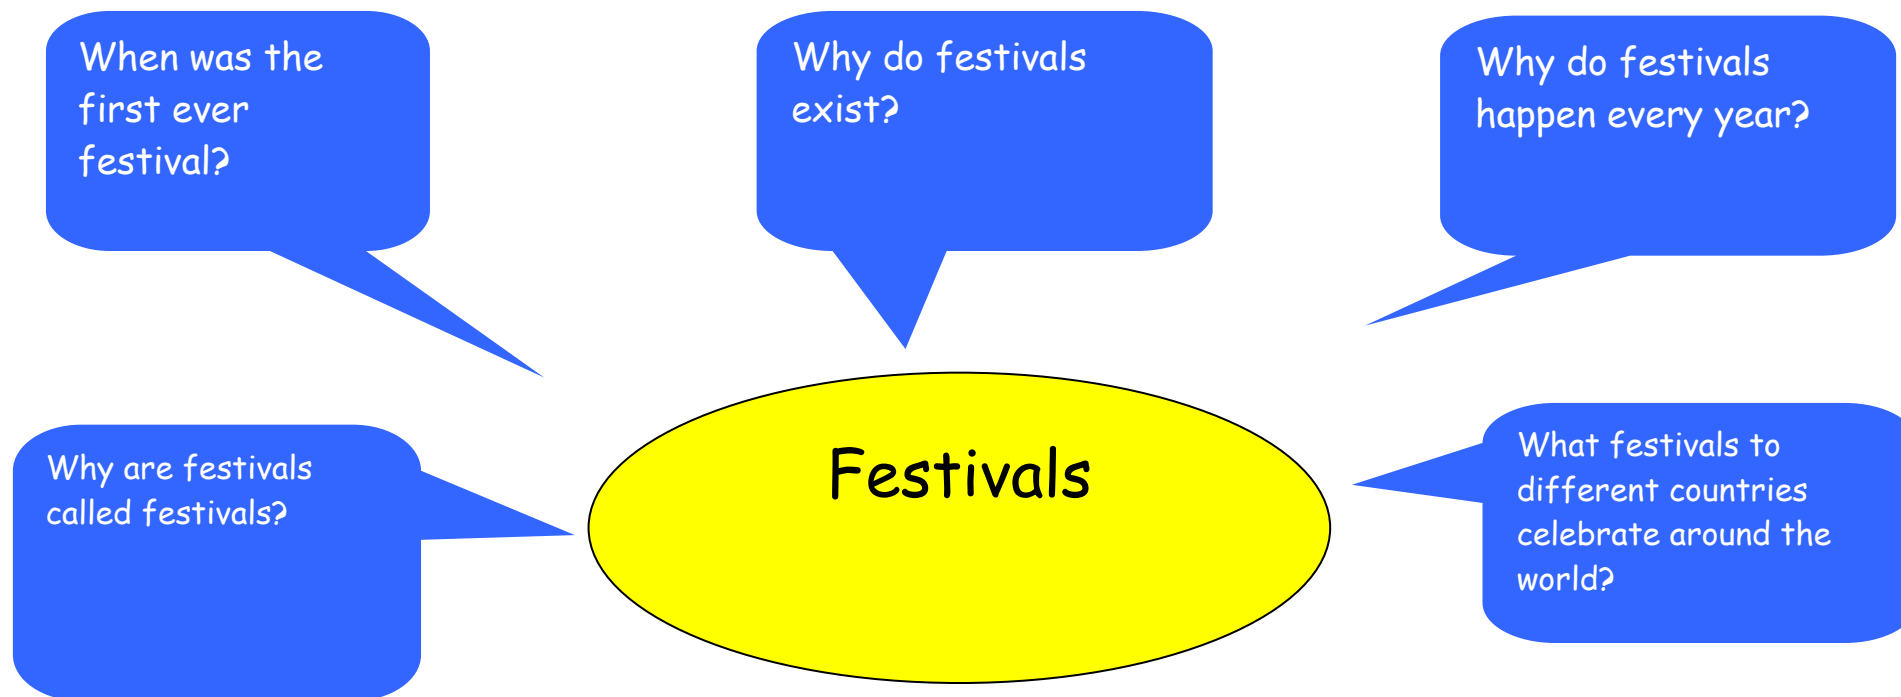 When was the
first ever
festival?
Why do festivals
exist?
Why do festivals
happen every year?
Why are festivals
called festivals?
Festivals
What festivals to
different countries
celebrate around the
world?